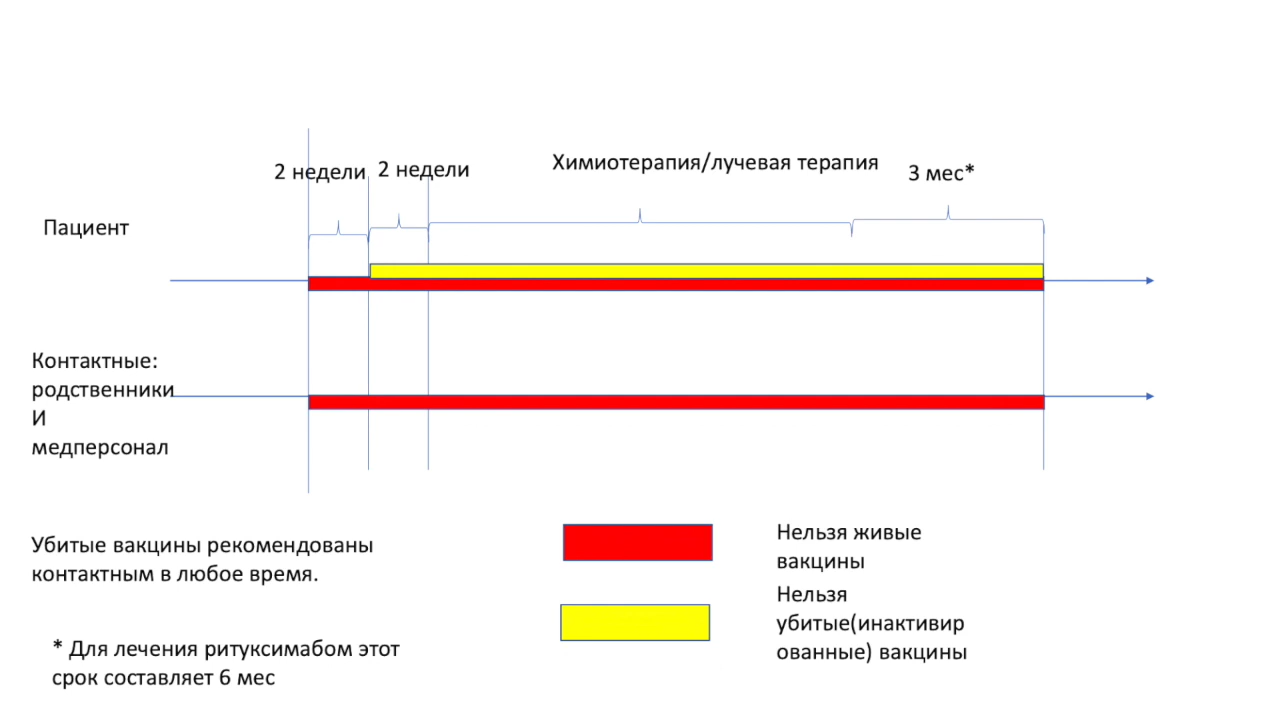 2 недели
2 недели
Химиотерапия/лучевая терапия
3 мес*
Пациент
Контактные:
родственники
И
медперсонал
Убитые вакцины рекомендованы
контактным в любое время.
* Для лечения ритуксимабом этот
срок составляет 6 мес
Нельзя живые
вакцины
Нельзя
убитые(инактивир
ованные) вакцины